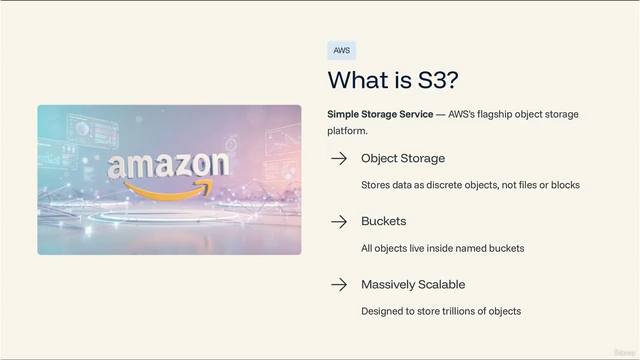 AWS
What is S3?
Simple Storage Service — AWS's flagship object storage
platform.
amazon
Object Storage
Stores data as discrete objects, not files or blocks
Buckets
All objects live inside named buckets
Massively Scalable
Designed to store trillions of objects